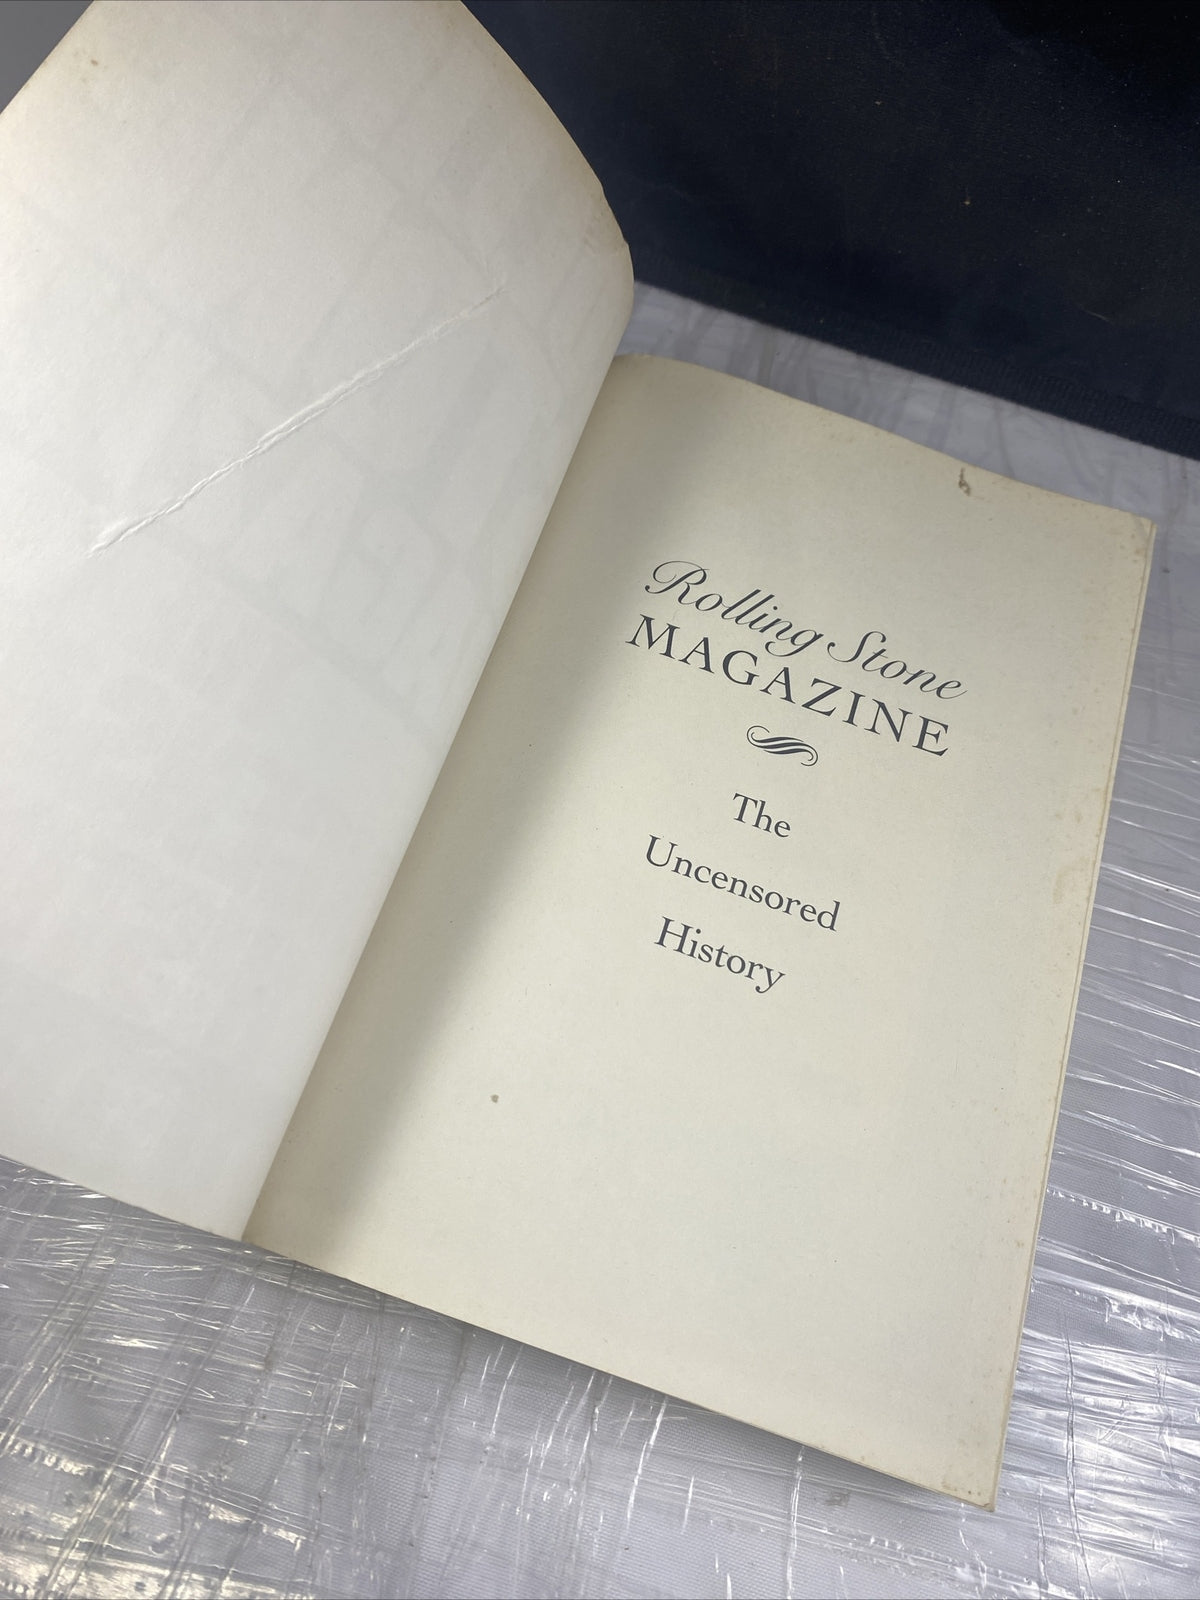 Rolling Stone
MAGAZINE
The
Uncensored
History